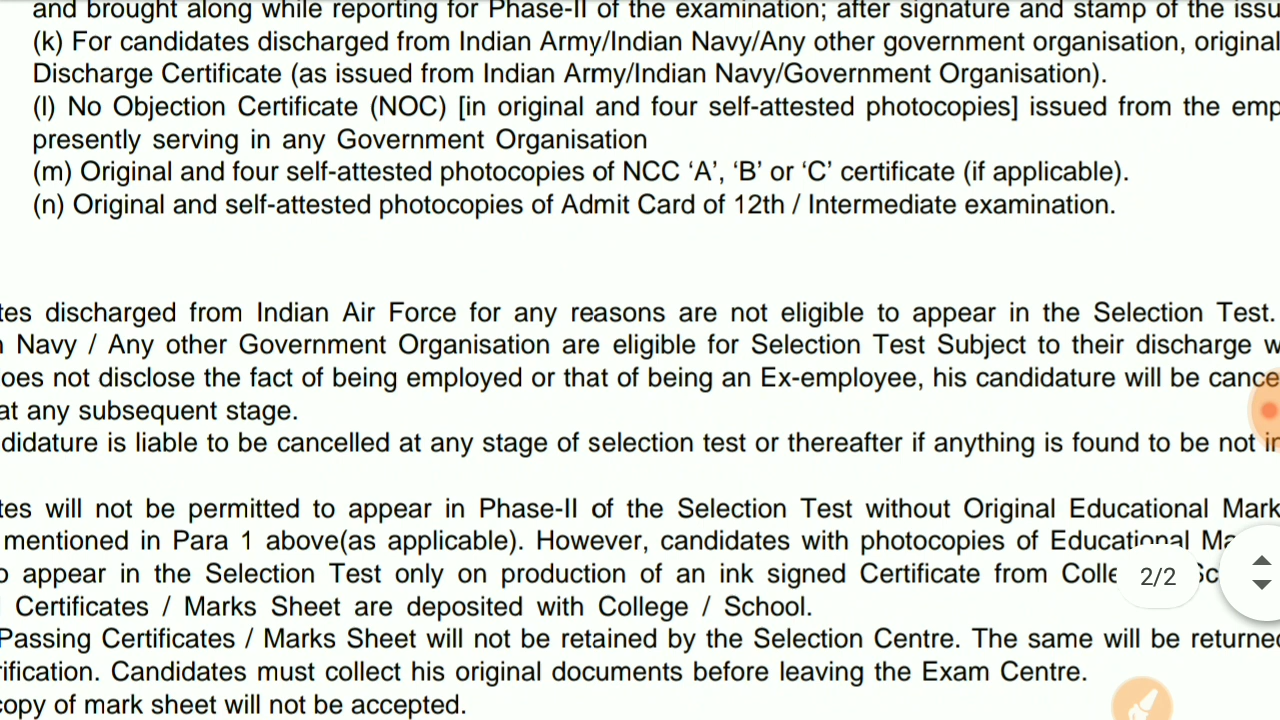 and brought along while reporting for Phase-II of the examination; after signature and stamp of the
(k) For candidates discharged from Indian Army/Indian Navy/Any other government organisation, original
Discharge Certificate (as issued from Indian Army/Indian Navy/Government Organisation).
(l) No Objection Certificate (NOC) [in original and four self-attested photocopies] issued from the
presently serving in any Government Organisation
(m) Original and four self-attested photocopies of NCC ‘A’, ‘B’ or ‘C’ certificate (if applicable).
(n) Original and self-attested photocopies of Admit Card of 12th / Intermediate examination.
discharged from Indian Air Force for any reasons are not eligible to appear in the Selection Test.
Navy / Any other Government Organisation are eligible for Selection Test Subject to their discharge
not disclose the fact of being employed or that of being an Ex-employee, his candidature will be
at any subsequent stage.
is liable to be cancelled at any stage of selection test or thereafter if anything is found to be not
will not be permitted to appear in Phase-II of the Selection Test without Original Educational
mentioned in Para 1 above(as applicable). However, candidates with photocopies of Educational
appear in the Selection Test only on production of an ink signed Certificate from
2/2
Certificates / Marks Sheet are deposited with College / School.
Passing Certificates / Marks Sheet will not be retained by the Selection Centre. The same will be
Candidates must collect his original documents before leaving the Exam Centre.
of mark sheet will not be accepted.